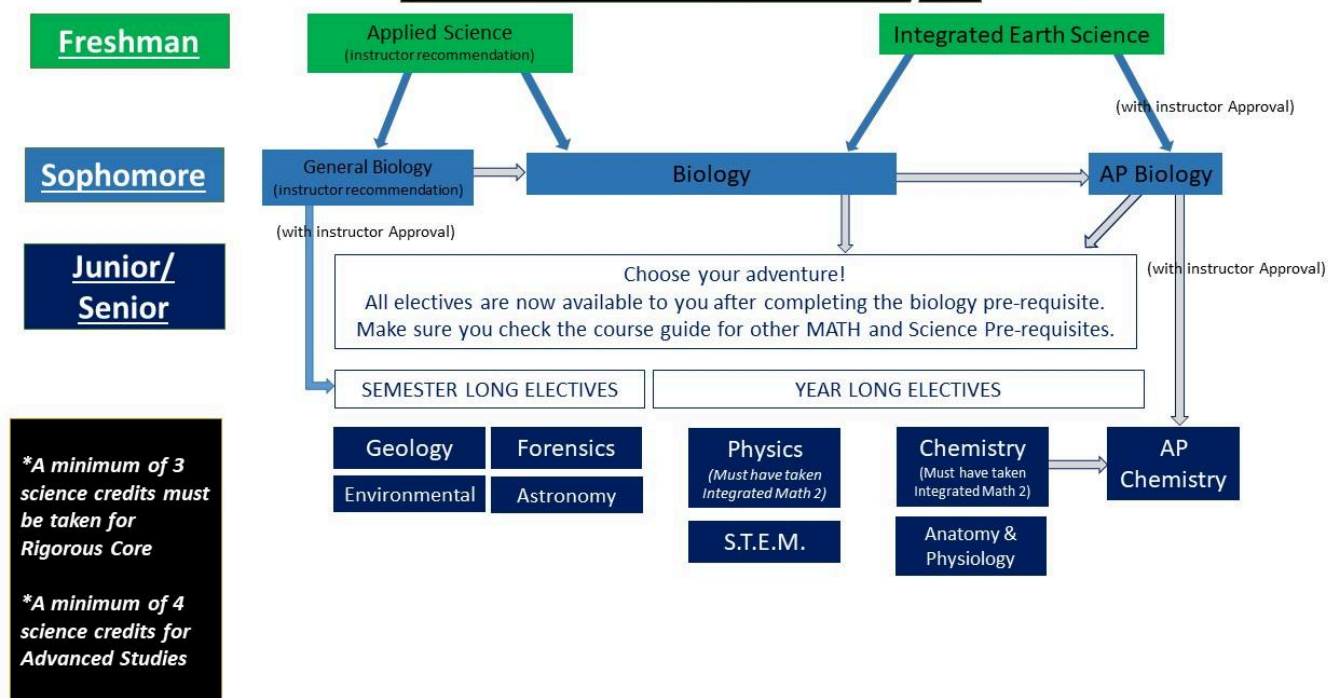 Freshman
Applied Science
(instructor recommendation)
Integrated Earth Science
(with instructor Approval)
Sophomore
General Biology
(instructor recommendation)
Biology
AP Biology
(with instructor Approval)
Junior/
Senior
(with instructor Approval)
Choose your adventure!
All electives are now available to you after completing the biology pre-requisite.
Make sure you check the course guide for other MATH and Science Pre-requisites.
SEMESTER LONG ELECTIVES
YEAR LONG ELECTIVES
Geology
Forensics
Environmental
Astronomy
Physics
(Must have taken
Integrated Math 2)
S.T.E.M.
Chemistry
(Must have taken
Integrated Math 2)
Anatomy &
Physiology
AP
Chemistry
*A minimum of 3
science credits must
be taken for
Rigorous Core
*A minimum of 4
science credits for
Advanced Studies